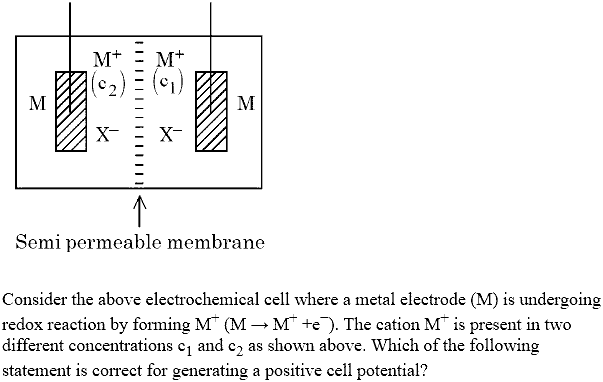 M⁺ M⁺
(c₂) (c₁)
M M
X⁻ X⁻
Semi permeable membrane
Consider the above electrochemical cell where a metal electrode (M) is undergoing
redox reaction by forming M⁺ (M → M⁺ +e⁻). The cation M⁺ is present in two
different concentrations c₁ and c₂ as shown above. Which of the following
statement is correct for generating a positive cell potential?